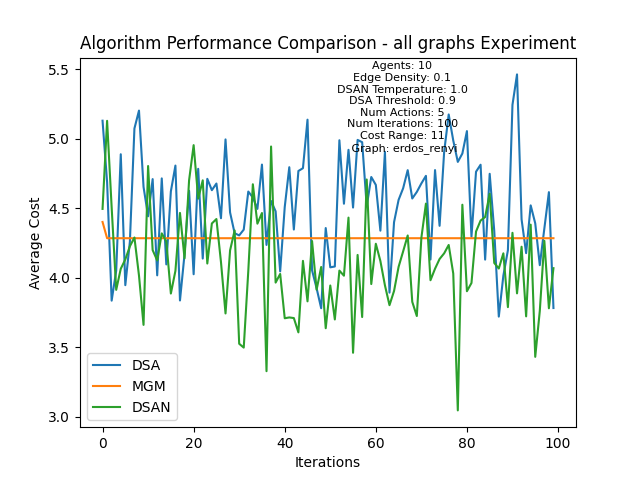 Algorithm Performance Comparison - all graphs Experiment
Agents: 10
Edge Density: 0.1
DSAN Temperature: 1.0
DSA Threshold: 0.9
Num Actions: 5
Num Iterations: 100
Cost Range: 11
Graph: erdos_renyi
5.5
5.0
4.5
4.0
3.5
3.0
Average Cost
DSA
MGM
DSAN
0 20 40 60 80 100
Iterations